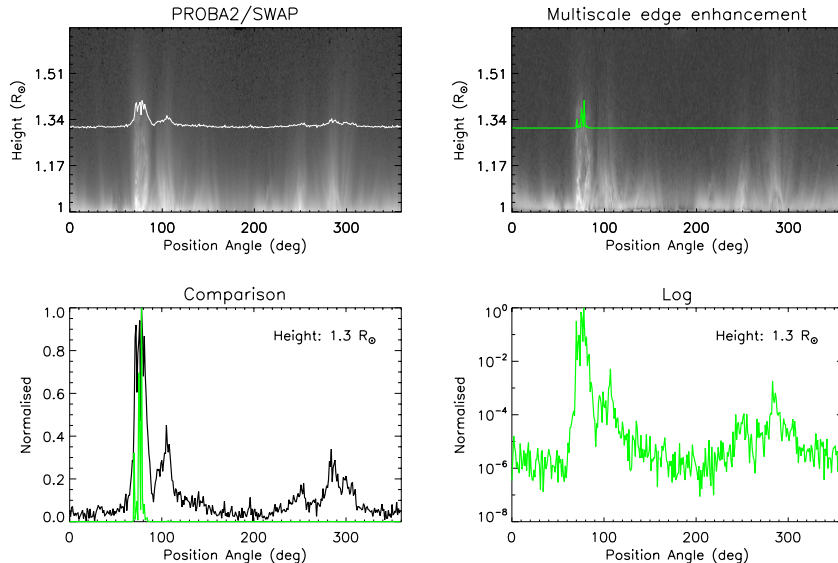 PROBA2/SWAP
Multiscale edge enhancement
Height (R☉)
1.51
1.34
1.17
1
0 100 200 300
Position Angle (deg)
Height (R☉)
1.51
1.34
1.17
1
0 100 200 300
Position Angle (deg)
Comparison
Log
Normalised
1.0
0.8
0.6
0.4
0.2
0.0
Height: 1.3 R☉
0 100 200 300
Position Angle (deg)
Normalised
10⁰
10⁻²
10⁻⁴
10⁻⁶
10⁻⁸
Height: 1.3 R☉
0 100 200 300
Position Angle (deg)